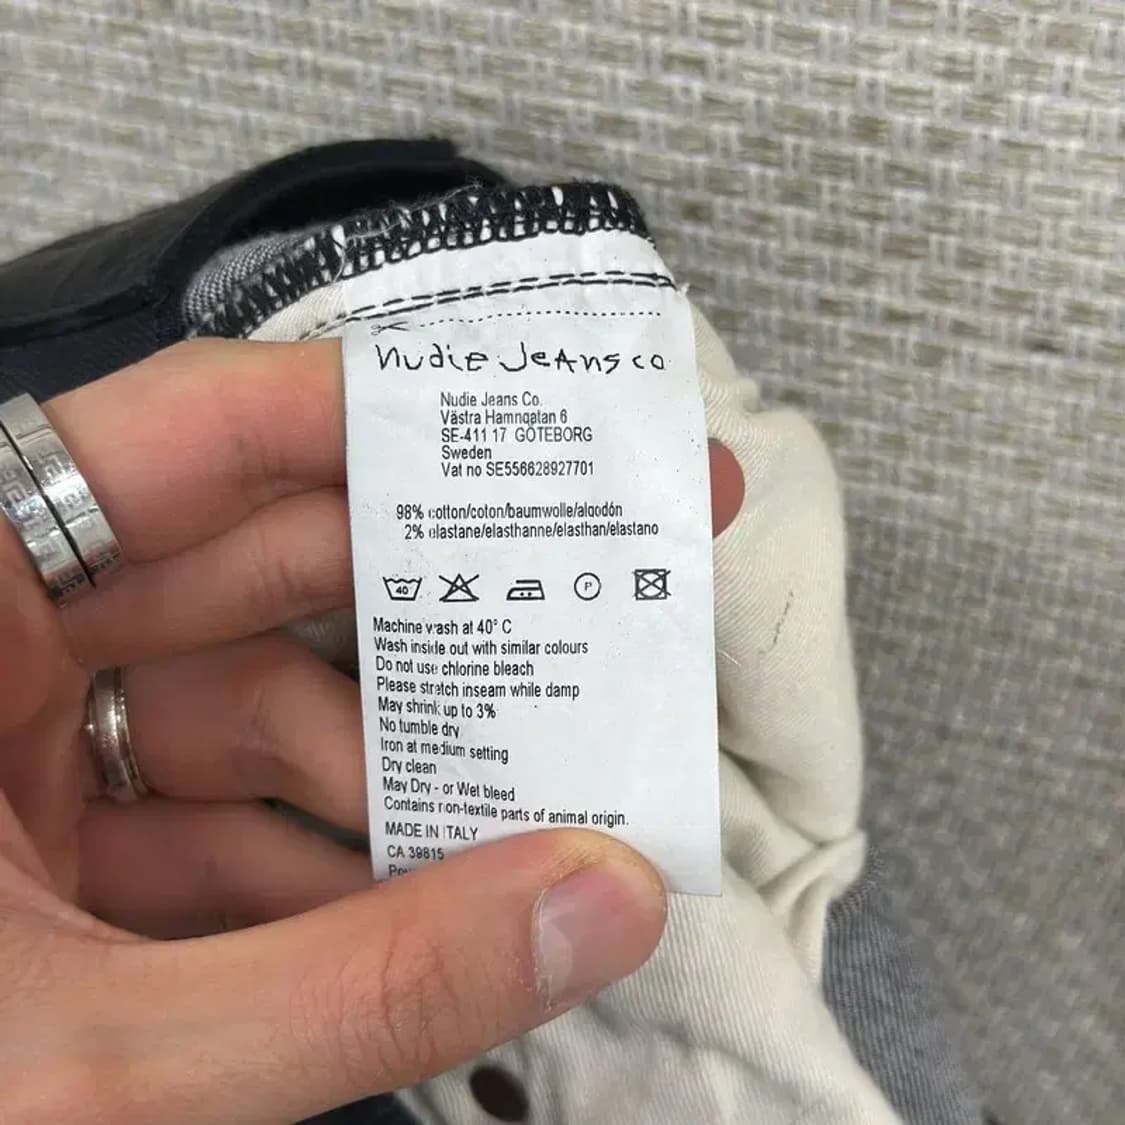 nudie Jeans co
Nudie Jeans Co.
Västra Hamngatan 6
SE-411 17 GÖTEBORG
Sweden
Vat no SE556628927701
98% cotton/coton/baumwolle/algodón
2% elastane/elasthanne/elasthan/elastano
40°
P
Machine wash at 40° C
Wash inside out with similar colours
Do not use chlorine bleach
Please stretch inseam while damp
May shrink up to 3%
No tumble dry
Iron at medium setting
Dry clean
May Dry - or Wet bleed
Contains non-textile parts of animal origin.
MADE IN ITALY
CA 39815